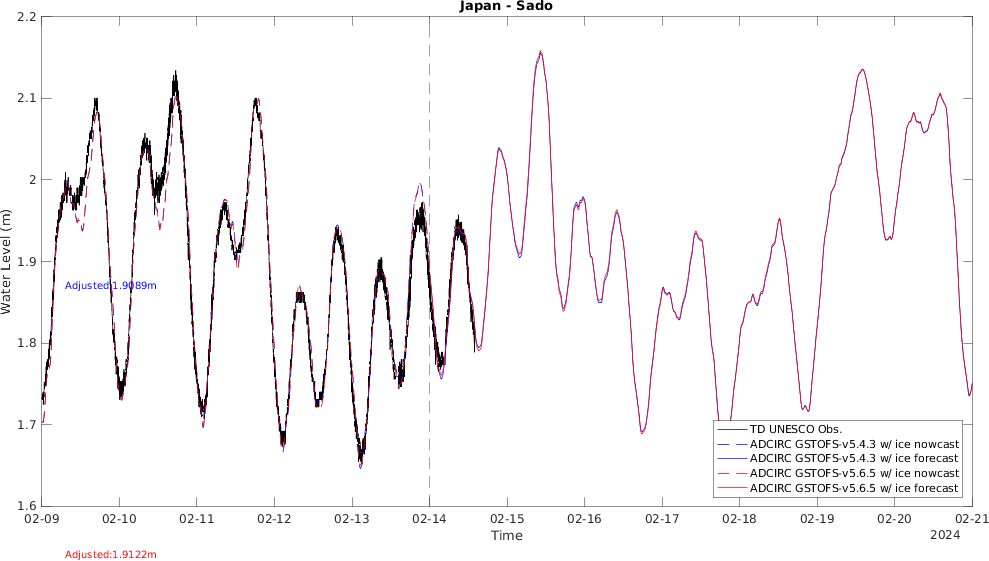 Japan - Sado
2.2
2.1
2
1.9
1.8
1.7
1.6
Water Level (m)
Adjusted:1.9089m
TD UNESCO Obs.
ADCIRC GSTOFS-v5.4.3 w/ ice nowcast
ADCIRC GSTOFS-v5.4.3 w/ ice forecast
ADCIRC GSTOFS-v5.6.5 w/ ice nowcast
ADCIRC GSTOFS-v5.6.5 w/ ice forecast
02-09 02-10 02-11 02-12 02-13 02-14 02-15 02-16 02-17 02-18 02-19 02-20 02-21
Time
2024
Adjusted:1.9122m